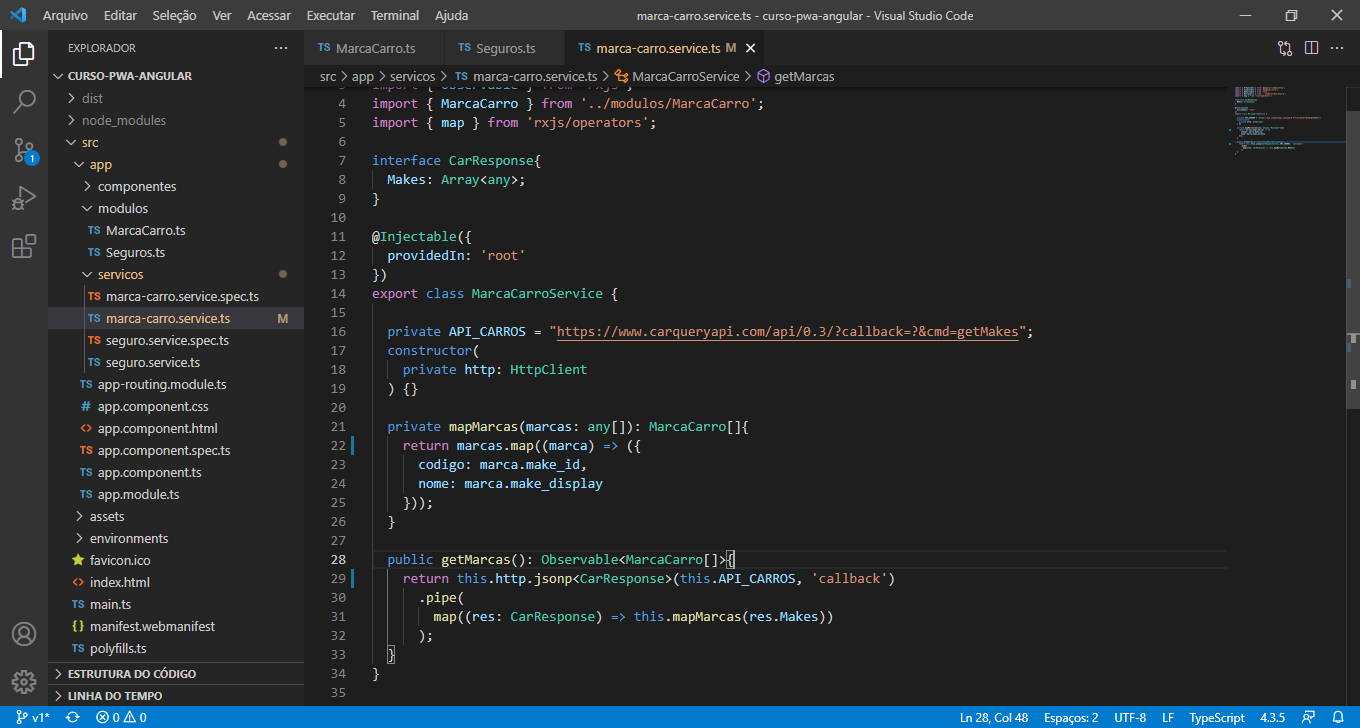 Arquivo Editar Seleção Ver Acessar Executar Terminal Ajuda
marca-carro.service.ts - curso-pwa-angular - Visual Studio Code
EXPLORADOR
CURSO-PWA-ANGULAR
dist
node_modules
src
app
componentes
modulos
TS MarcaCarro.ts
TS Seguros.ts
servicos
TS marca-carro.service.spec.ts
TS marca-carro.service.ts M
TS seguro.service.spec.ts
TS seguro.service.ts
TS app-routing.module.ts
# app.component.css
<> app.component.html
TS app.component.spec.ts
TS app.component.ts
TS app.module.ts
assets
environments
favicon.ico
<> index.html
TS main.ts
{} manifest.webmanifest
TS polyfills.ts
ESTRUTURA DO CÓDIGO
LINHA DO TEMPO
1
TS MarcaCarro.ts
TS Seguros.ts
TS marca-carro.service.ts M
src > app > servicos > TS marca-carro.service.ts > MarcaCarroService > getMarcas
3 import { Observable } from 'rxjs';
4 import { MarcaCarro } from '../modulos/MarcaCarro';
5 import { map } from 'rxjs/operators';
6
7 interface CarResponse{
8 Makes: Array<any>;
9 }
10
11 @Injectable({
12 providedIn: 'root'
13 })
14 export class MarcaCarroService {
15
16 private API_CARROS = "https://www.carqueryapi.com/api/0.3/?callback=?&cmd=getMakes";
17 constructor(
18 private http: HttpClient
19 ) {}
20
21 private mapMarcas(marcas: any[]): MarcaCarro[]{
22 return marcas.map((marca) => ({
23 codigo: marca.make_id,
24 nome: marca.make_display
25 }));
26 }
27
28 public getMarcas(): Observable<MarcaCarro[]>{
29 return this.http.jsonp<CarResponse>(this.API_CARROS, 'callback')
30 .pipe(
31 map((res: CarResponse) => this.mapMarcas(res.Makes))
32 );
33 }
34 }
35
v1* 0 0
Ln 28, Col 48 Espaços: 2 UTF-8 LF TypeScript 4.3.5